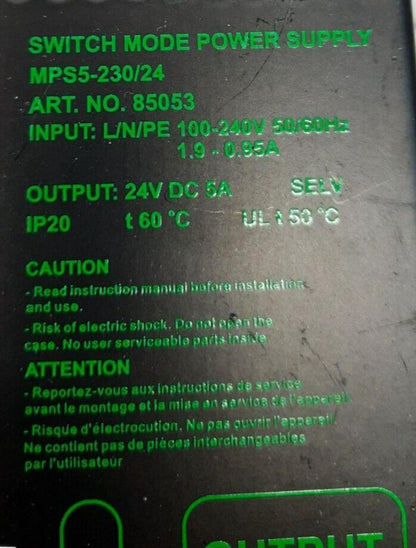 SWITCH MODE POWER SUPPLY
MPS5-230/24
ART. NO. 85053
INPUT: L/N/PE 100-240V 50/60Hz
1,9 - 0.95A
OUTPUT: 24V DC 5A SELV
IP20 t 60 °C UL t 50 °C
CAUTION
- Read instruction manual before installation
and use.
- Risk of electric shock. Do not open the
case. No user serviceable parts inside
ATTENTION
- Reportez-vous aux instructions de service
avant le montage et la mise en service de l'appareil.
- Risque d'électrocution. Ne pas ouvrir l'appareil.
Ne contient pas de pièces interchangeables
par l'utilisateur
OUTPUT